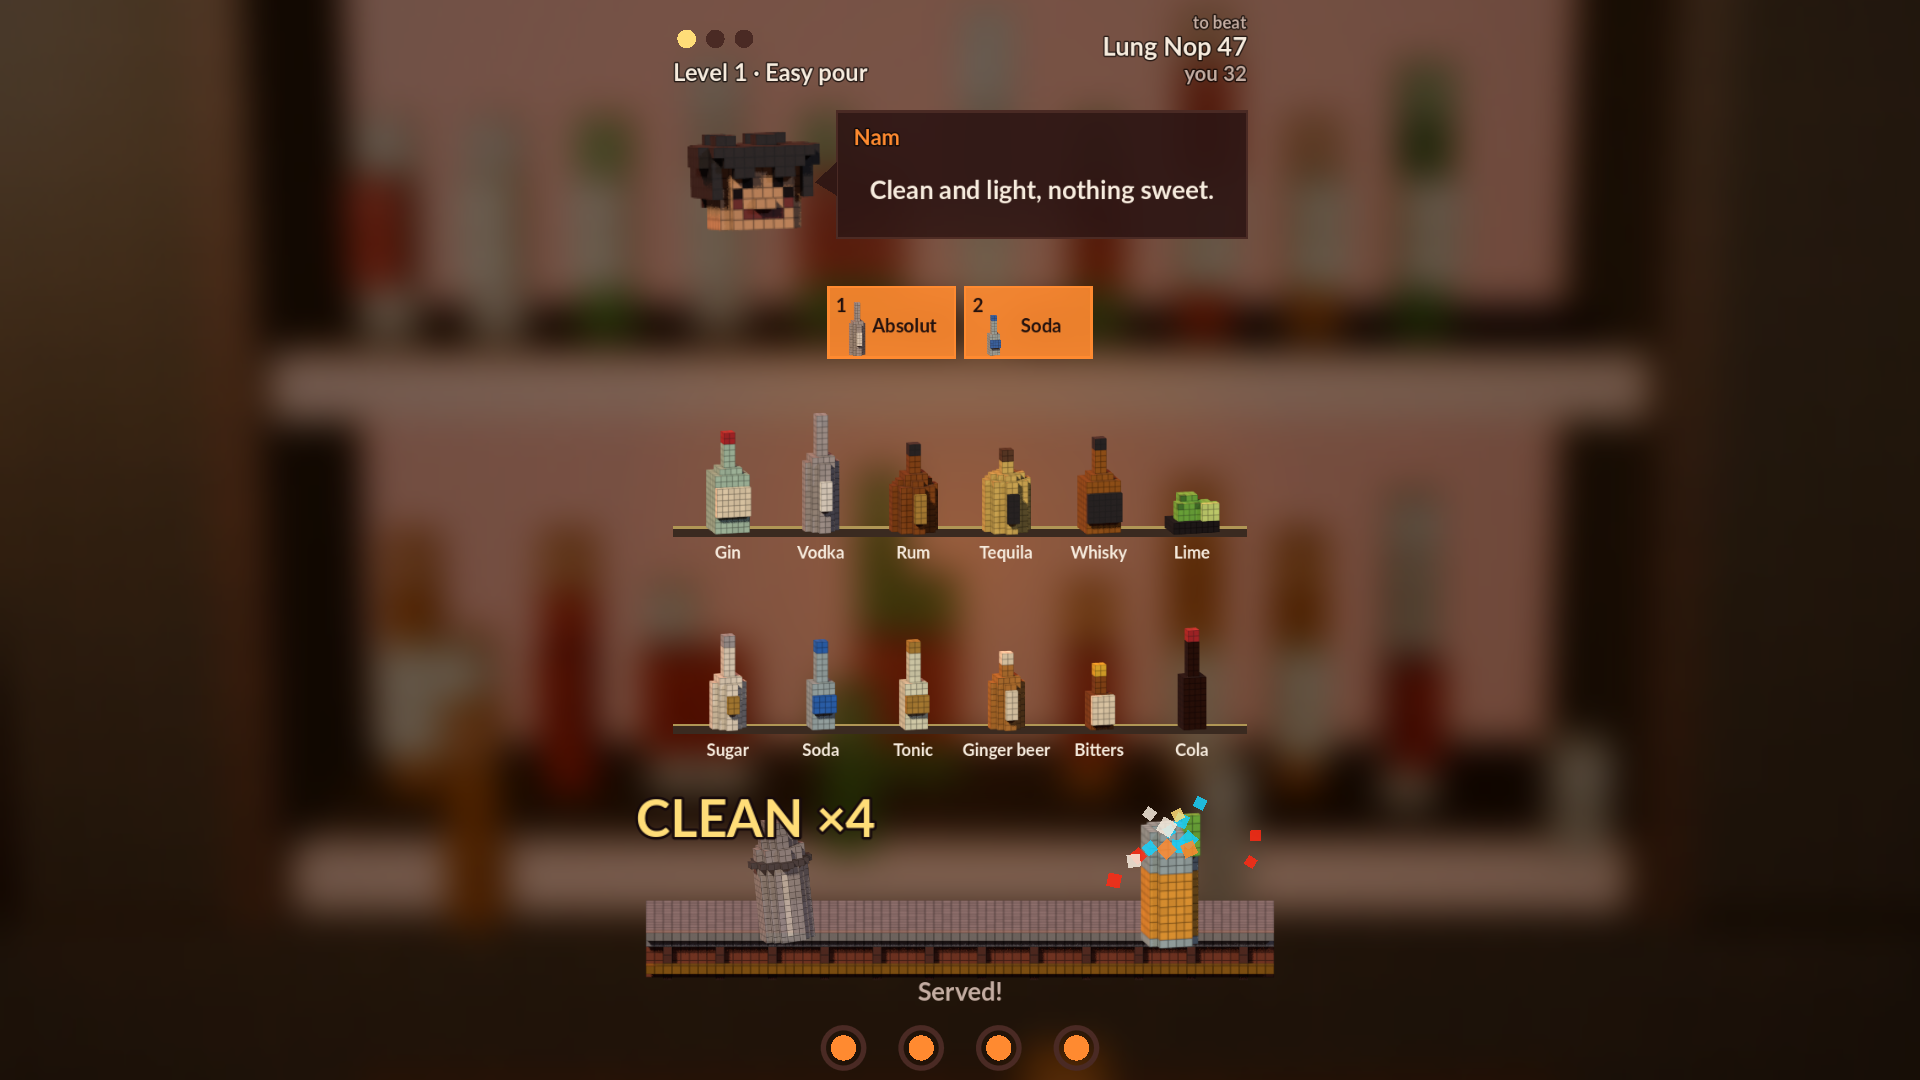 to beat
Lung Nop 47
you 32
Level 1 · Easy pour
Nam
Clean and light, nothing sweet.
1 Absolut
2 Soda
Gin Vodka Rum Tequila Whisky Lime
Sugar Soda Tonic Ginger beer Bitters Cola
CLEAN ×4
Served!